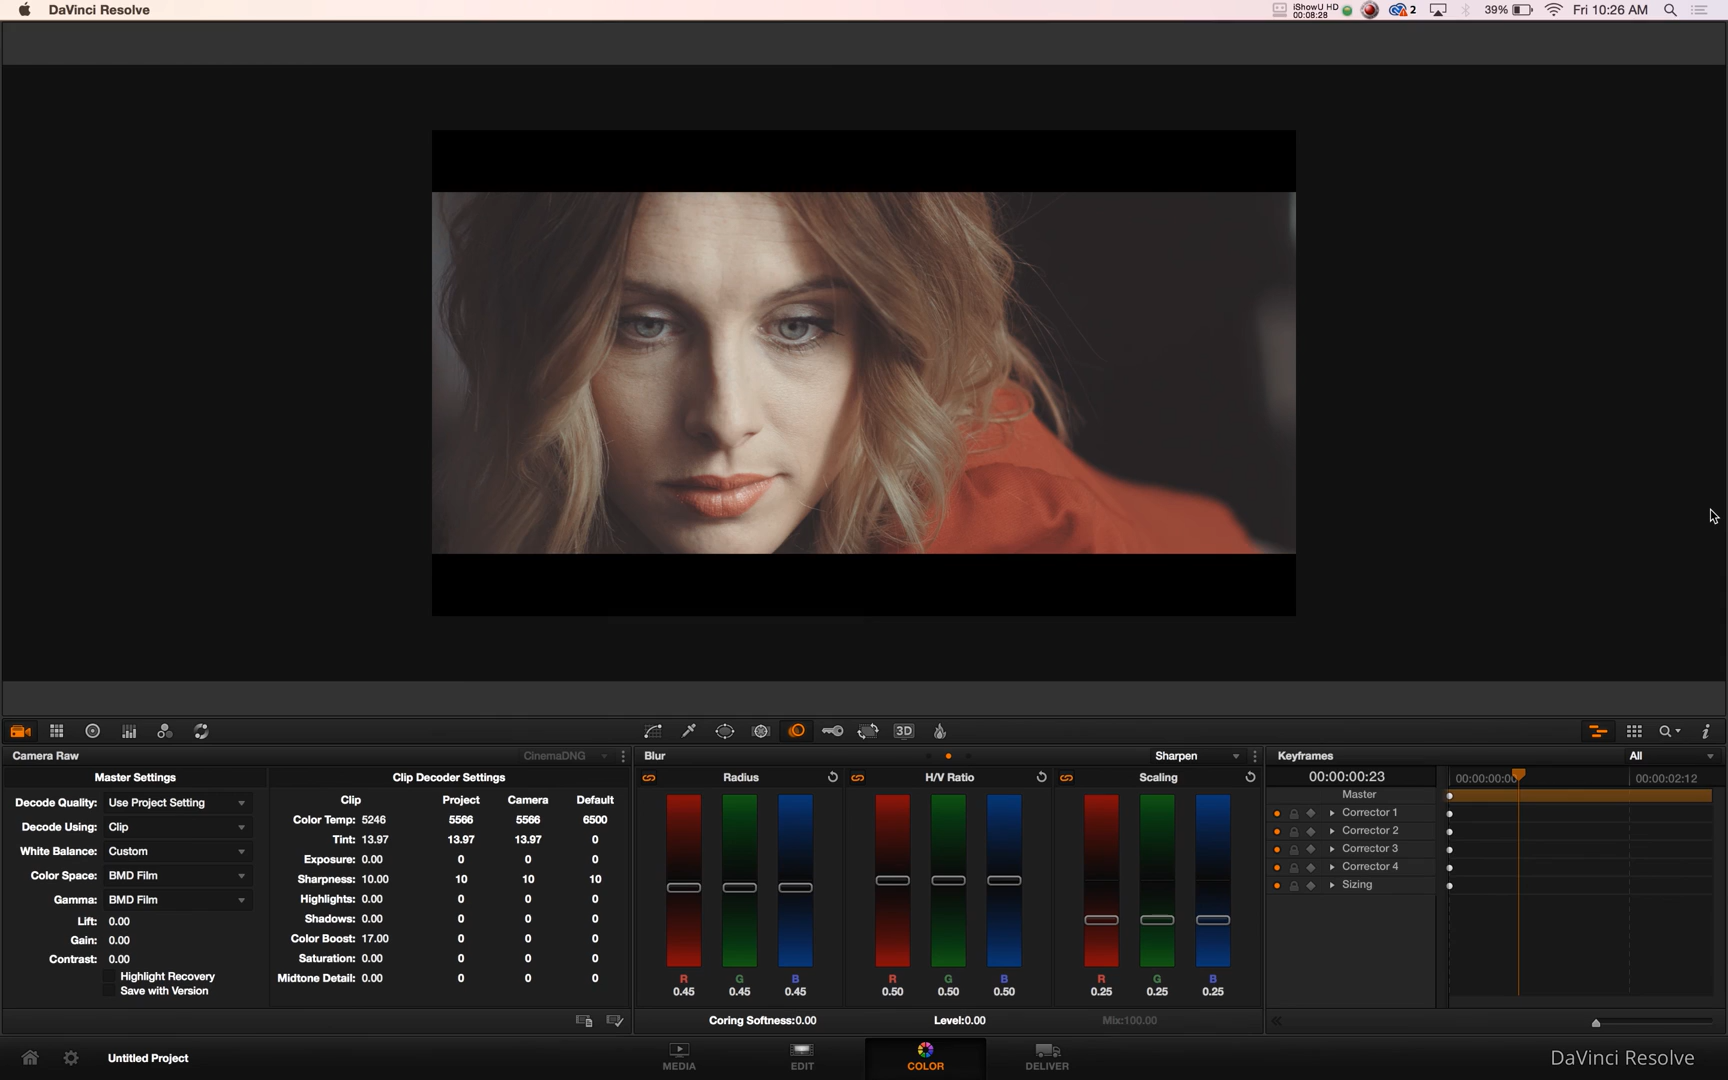 DaVinci Resolve
iShowU HD
00:08:28
2
39%
Fri 10:26 AM
3D
Camera Raw
CinemaDNG
Blur
Sharpen
Keyframes
All
Master Settings
Clip Decoder Settings
Radius
H/V Ratio
Scaling
00:00:00:23
00:00:00:00
00:00:02:12
Decode Quality: Use Project Setting
Decode Using: Clip
White Balance: Custom
Color Space: BMD Film
Gamma: BMD Film
Lift: 0.00
Gain: 0.00
Contrast: 0.00
Highlight Recovery
Save with Version
Clip Project Camera Default
Color Temp: 5246 5566 5566 6500
Tint: 13.97 13.97 13.97 0
Exposure: 0.00 0 0 0
Sharpness: 10.00 10 10 10
Highlights: 0.00 0 0 0
Shadows: 0.00 0 0 0
Color Boost: 17.00 0 0 0
Saturation: 0.00 0 0 0
Midtone Detail: 0.00 0 0 0
R G B
0.45 0.45 0.45
R G B
0.50 0.50 0.50
R G B
0.25 0.25 0.25
Coring Softness:0.00
Level:0.00
Mix:100.00
Master
Corrector 1
Corrector 2
Corrector 3
Corrector 4
Sizing
Untitled Project
MEDIA
EDIT
COLOR
DELIVER
DaVinci Resolve